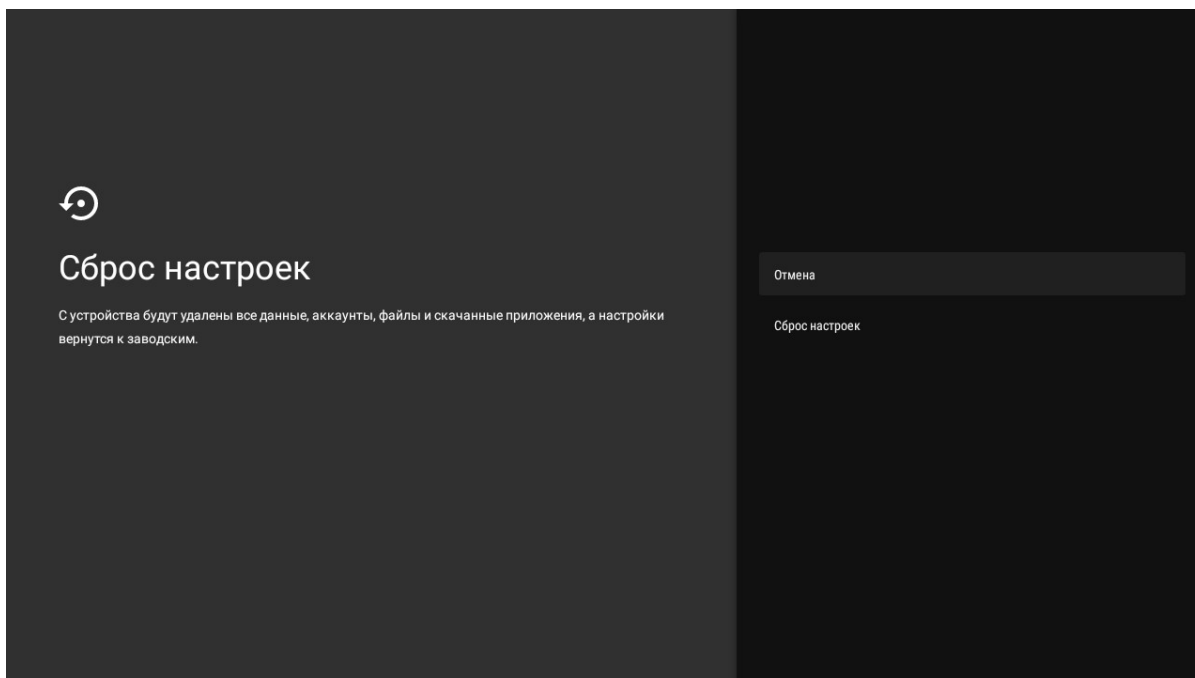 Сброс настроек
С устройства будут удалены все данные, аккаунты, файлы и скачанные приложения, а настройки
вернутся к заводским.
Отмена
Сброс настроек